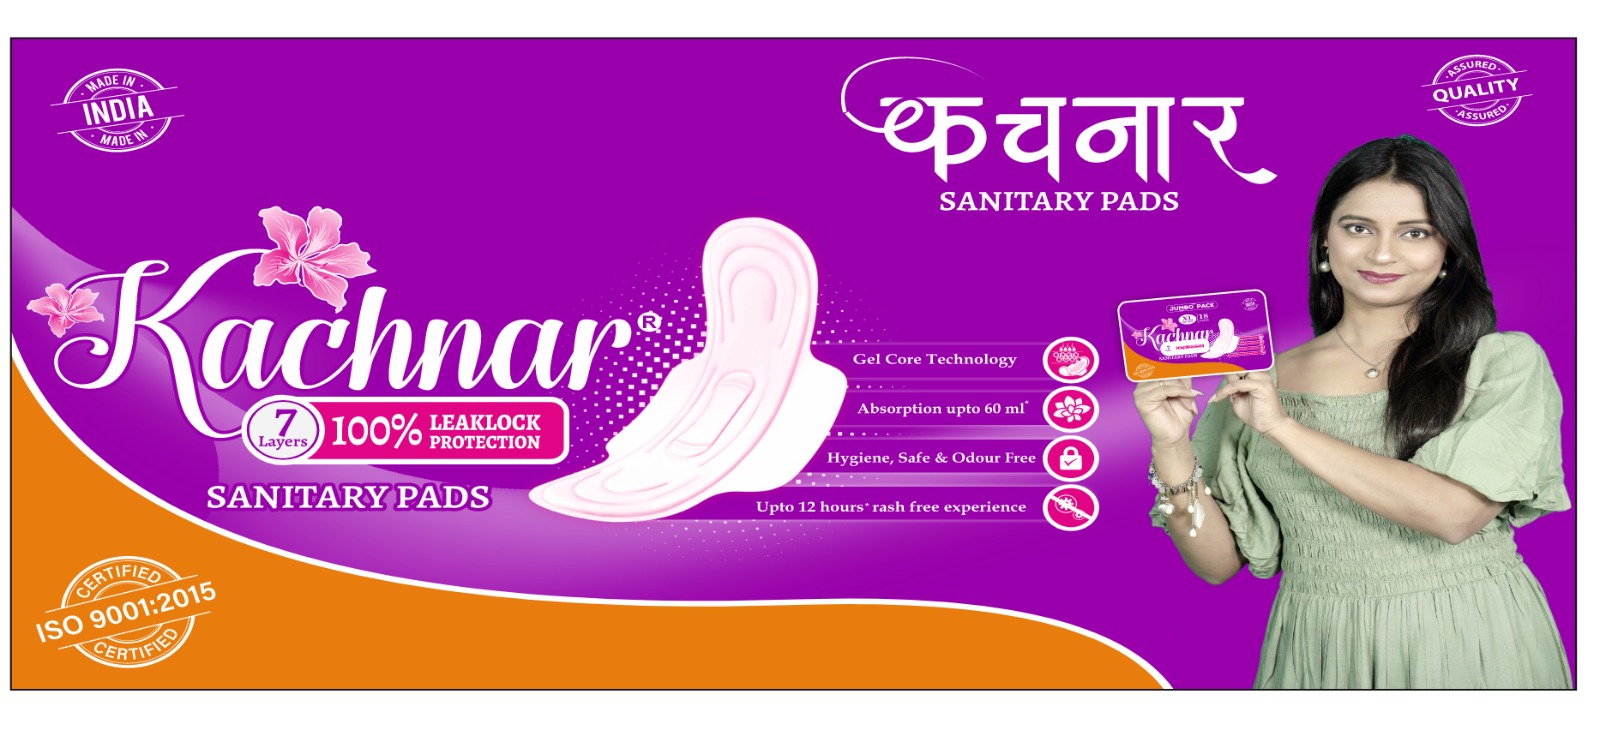 MADE IN
INDIA
MADE IN
कचनार
SANITARY PADS
ASSURED
QUALITY
ASSURED
Kachnar®
7
Layers
100% LEAKLOCK
PROTECTION
SANITARY PADS
Gel Core Technology
Absorption upto 60 ml*
Hygiene, Safe & Odour Free
Upto 12 hours* rash free experience
JUMBO PACK
XL 18
Kachnar
SANITARY PADS
CERTIFIED
ISO 9001:2015
CERTIFIED